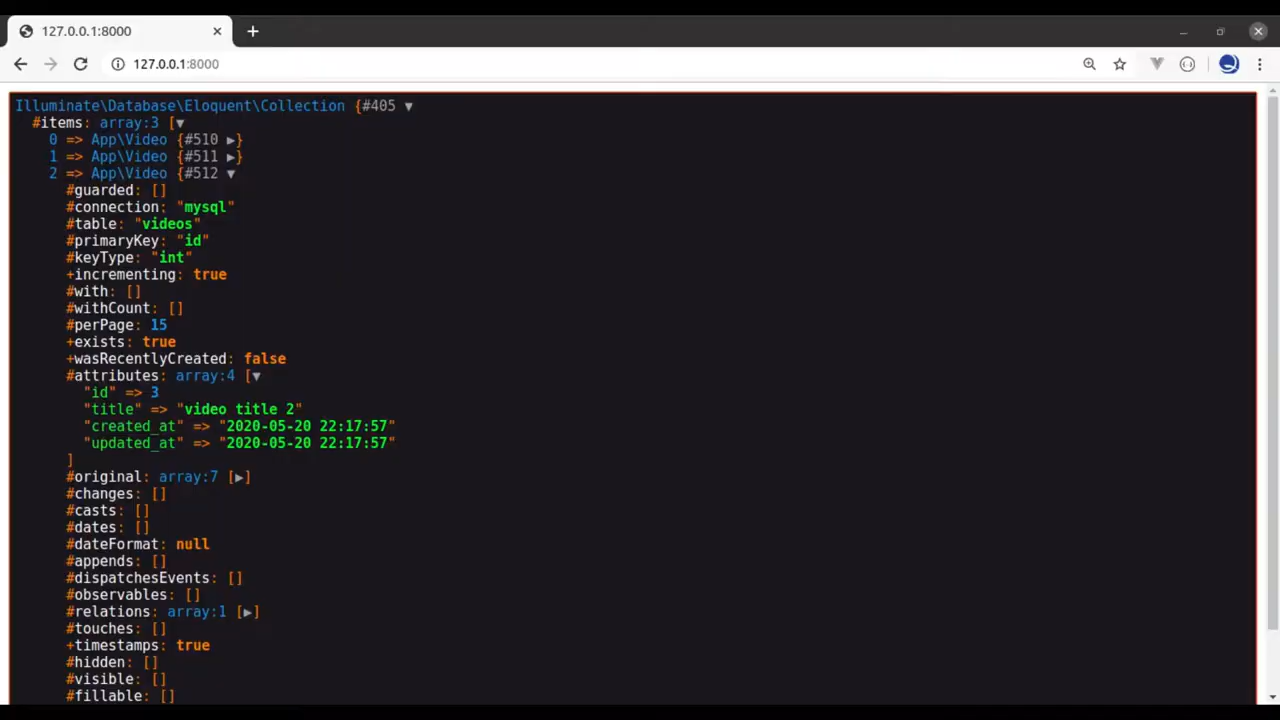 127.0.0.1:8000
127.0.0.1:8000
Illuminate\Database\Eloquent\Collection {#405 ▼
#items: array:3 [▼
0 => App\Video {#510 ▶}
1 => App\Video {#511 ▶}
2 => App\Video {#512 ▼
#guarded: []
#connection: "mysql"
#table: "videos"
#primaryKey: "id"
#keyType: "int"
+incrementing: true
#with: []
#withCount: []
#perPage: 15
+exists: true
+wasRecentlyCreated: false
#attributes: array:4 [▼
"id" => 3
"title" => "video title 2"
"created_at" => "2020-05-20 22:17:57"
"updated_at" => "2020-05-20 22:17:57"
]
#original: array:7 [▶]
#changes: []
#casts: []
#dates: []
#dateFormat: null
#appends: []
#dispatchesEvents: []
#observables: []
#relations: array:1 [▶]
#touches: []
+timestamps: true
#hidden: []
#visible: []
#fillable: []